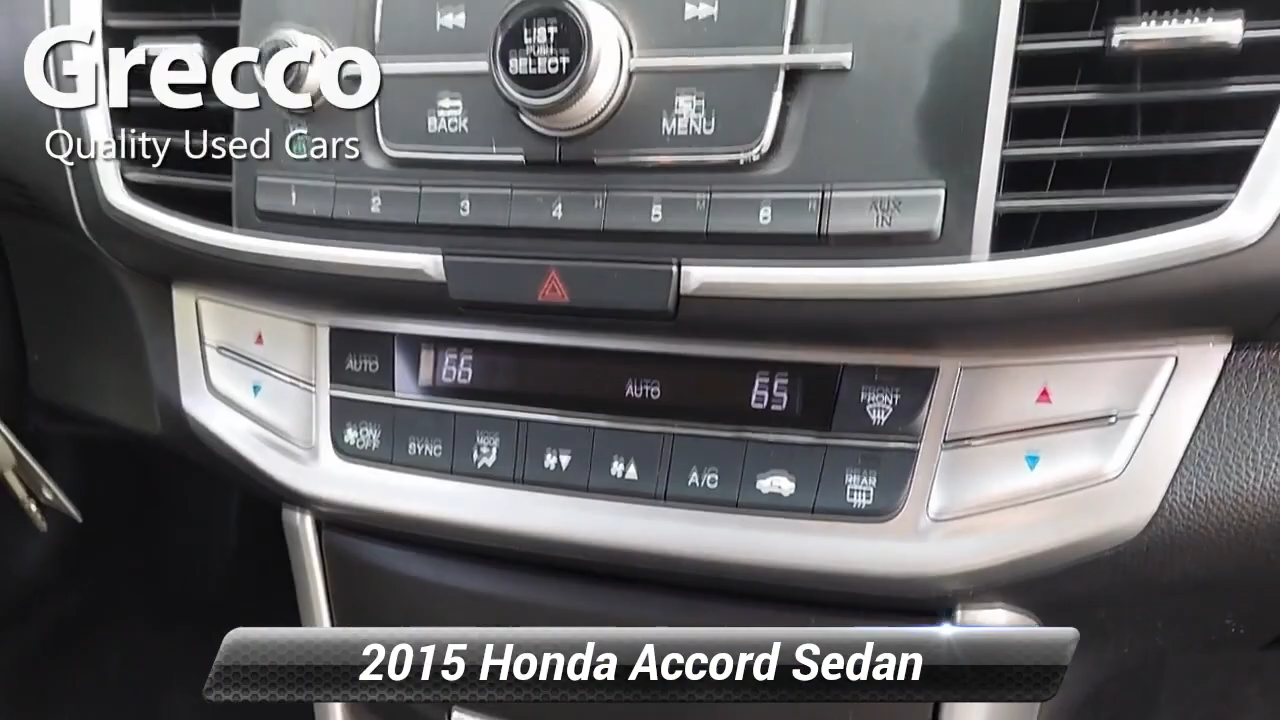 Grecco
Quality Used Cars
LIST
PUSH
SELECT
BACK
MENU
1 2 3 4 5 6 AUX IN
AUTO 66 AUTO 65 FRONT
ON/OFF SYNC MODE A/C REAR
2015 Honda Accord Sedan